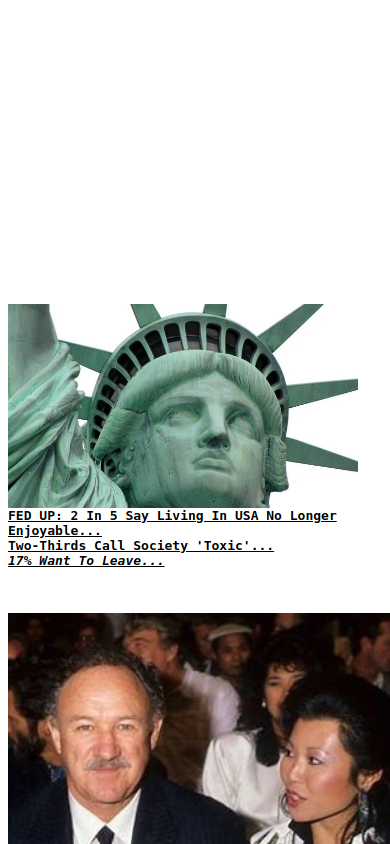 FED UP: 2 In 5 Say Living In USA No Longer
Enjoyable...
Two-Thirds Call Society 'Toxic'...
17% Want To Leave...